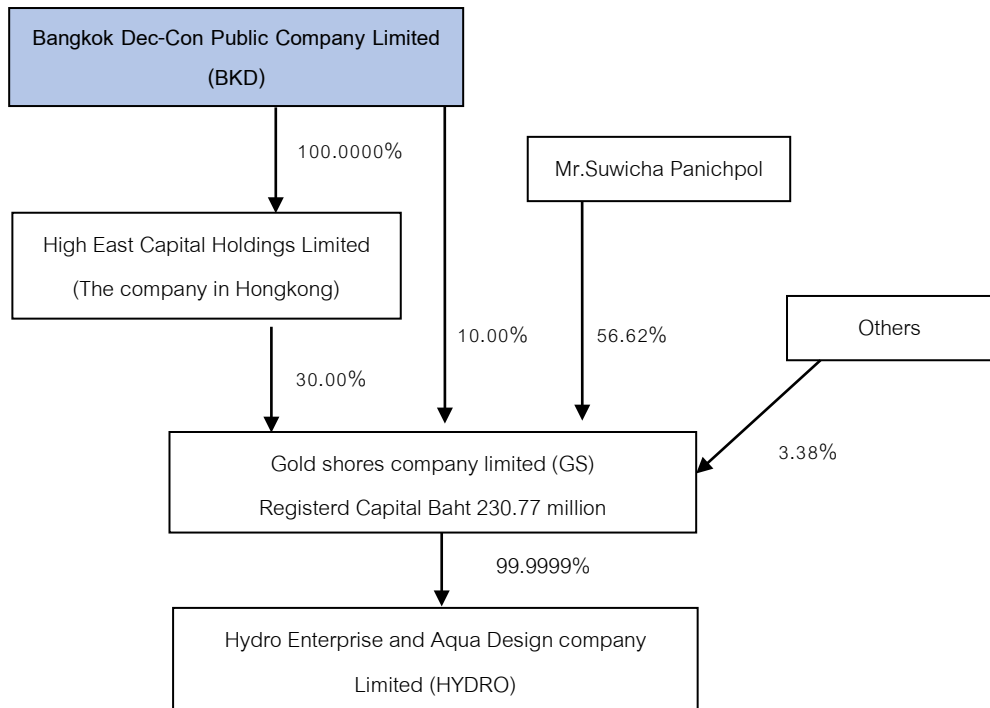 Bangkok Dec-Con Public Company Limited
(BKD)
100.0000%
Mr.Suwicha Panichpol
High East Capital Holdings Limited
(The company in Hongkong)
Others
10.00%
56.62%
30.00%
3.38%
Gold shores company limited (GS)
Registerd Capital Baht 230.77 million
99.9999%
Hydro Enterprise and Aqua Design company
Limited (HYDRO)